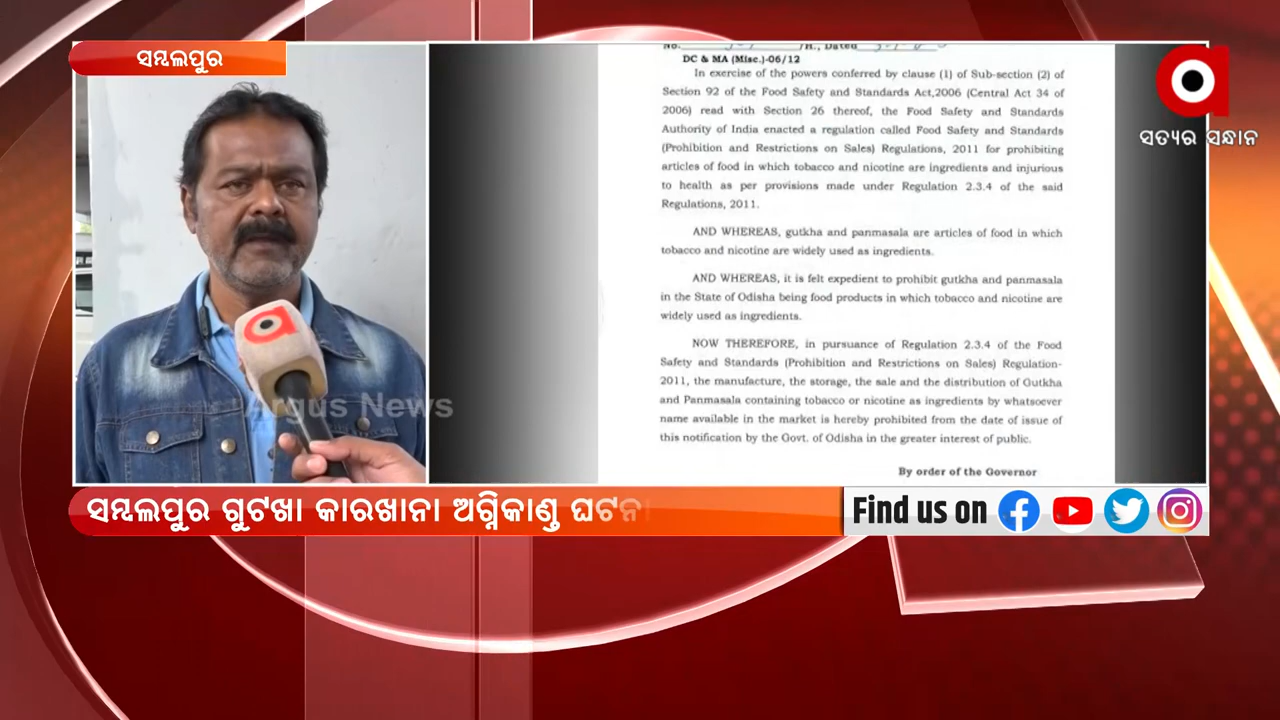 ସମ୍ବଲପୁର
No. /H., Dated
DC & MA (Misc.)-06/12
In exercise of the powers conferred by clause (1) of Sub-section (2) of
Section 92 of the Food Safety and Standards Act,2006 (Central Act 34 of
2006) read with Section 26 thereof, the Food Safety and Standards
Authority of India enacted a regulation called Food Safety and Standards
(Prohibition and Restrictions on Sales) Regulations, 2011 for prohibiting
articles of food in which tobacco and nicotine are ingredients and injurious
to health as per provisions made under Regulation 2.3.4 of the said
Regulations, 2011.
AND WHEREAS, gutkha and panmasala are articles of food in which
tobacco and nicotine are widely used as ingredients.
AND WHEREAS, it is felt expedient to prohibit gutkha and panmasala
in the State of Odisha being food products in which tobacco and nicotine are
widely used as ingredients.
NOW THEREFORE, in pursuance of Regulation 2.3.4 of the Food
Safety and Standards (Prohibition and Restrictions on Sales) Regulation-
2011, the manufacture, the storage, the sale and the distribution of Gutkha
and Panmasala containing tobacco or nicotine as ingredients by whatsoever
name available in the market is hereby prohibited from the date of issue of
this notification by the Govt. of Odisha in the greater interest of public.
By order of the Governor
ସତ୍ୟର ସନ୍ଧାନ
Argus News
ସମ୍ବଲପୁର ଗୁଟଖା କାରଖାନା ଅଗ୍ନିକାଣ୍ଡ ଘଟନା
Find us on